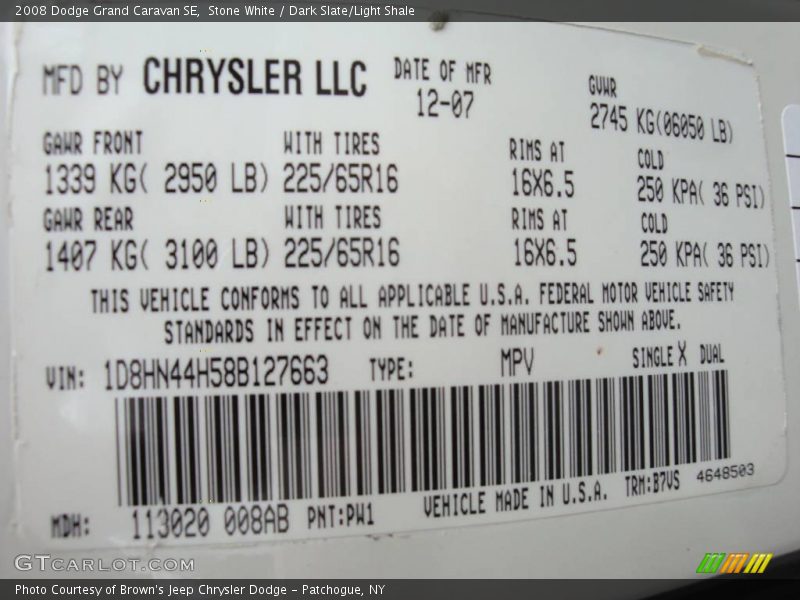 2008 Dodge Grand Caravan SE,  Stone White / Dark Slate/Light Shale
MFD BY CHRYSLER LLC DATE OF MFR GVWR
12-07 2745 KG(06050 LB)
GAWR FRONT WITH TIRES RIMS AT COLD
1339 KG( 2950 LB) 225/65R16 16X6.5 250 KPA( 36 PSI)
GAWR REAR WITH TIRES RIMS AT COLD
1407 KG( 3100 LB) 225/65R16 16X6.5 250 KPA( 36 PSI)
THIS VEHICLE CONFORMS TO ALL APPLICABLE U.S.A. FEDERAL MOTOR VEHICLE SAFETY
STANDARDS IN EFFECT ON THE DATE OF MANUFACTURE SHOWN ABOVE.
VIN: 1D8HN44H58B127663 TYPE: MPV SINGLE X DUAL
MDH: 113020 008AB PNT:PW1 VEHICLE MADE IN U.S.A. TRM:B7VS 4648503
GTCARLOT.COM
Photo Courtesy of Brown's Jeep Chrysler Dodge - Patchogue, NY